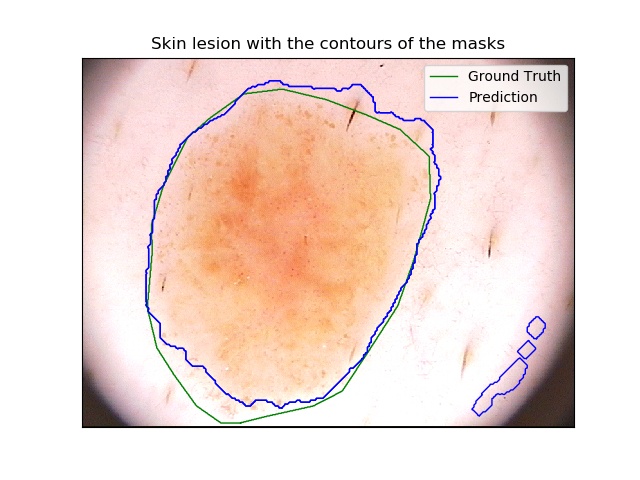 Skin lesion with the contours of the masks
Ground Truth
Prediction